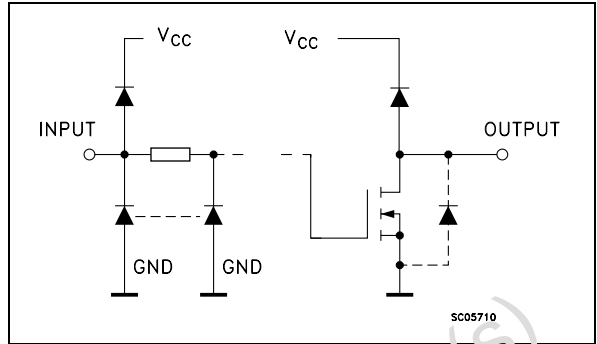 VCC
VCC
INPUT
OUTPUT
GND
GND
SC05710
(s)